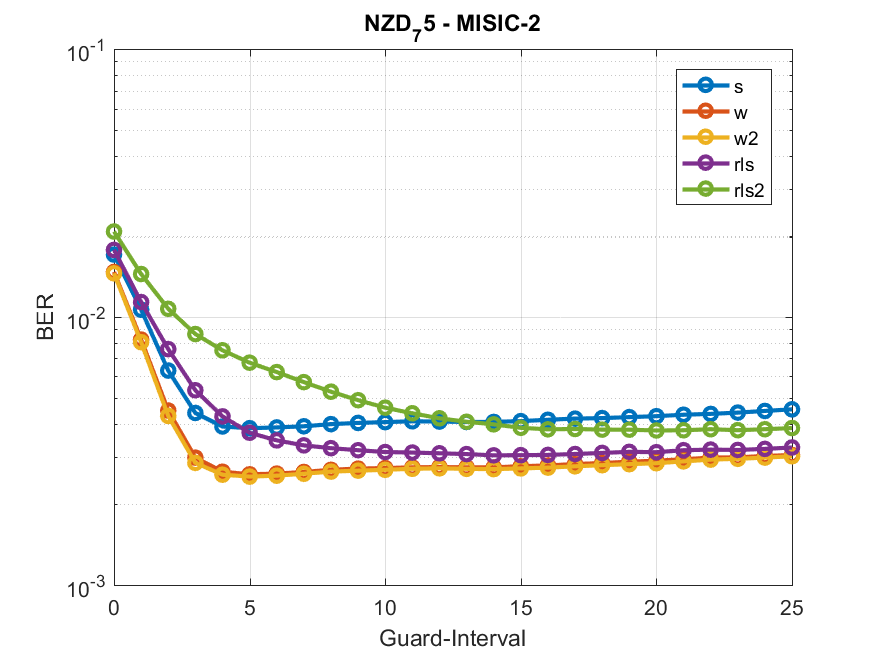 NZD₇5 - MISIC-2
10⁻¹
10⁻²
10⁻³
BER
0 5 10 15 20 25
Guard-Interval
s
w
w2
rls
rls2